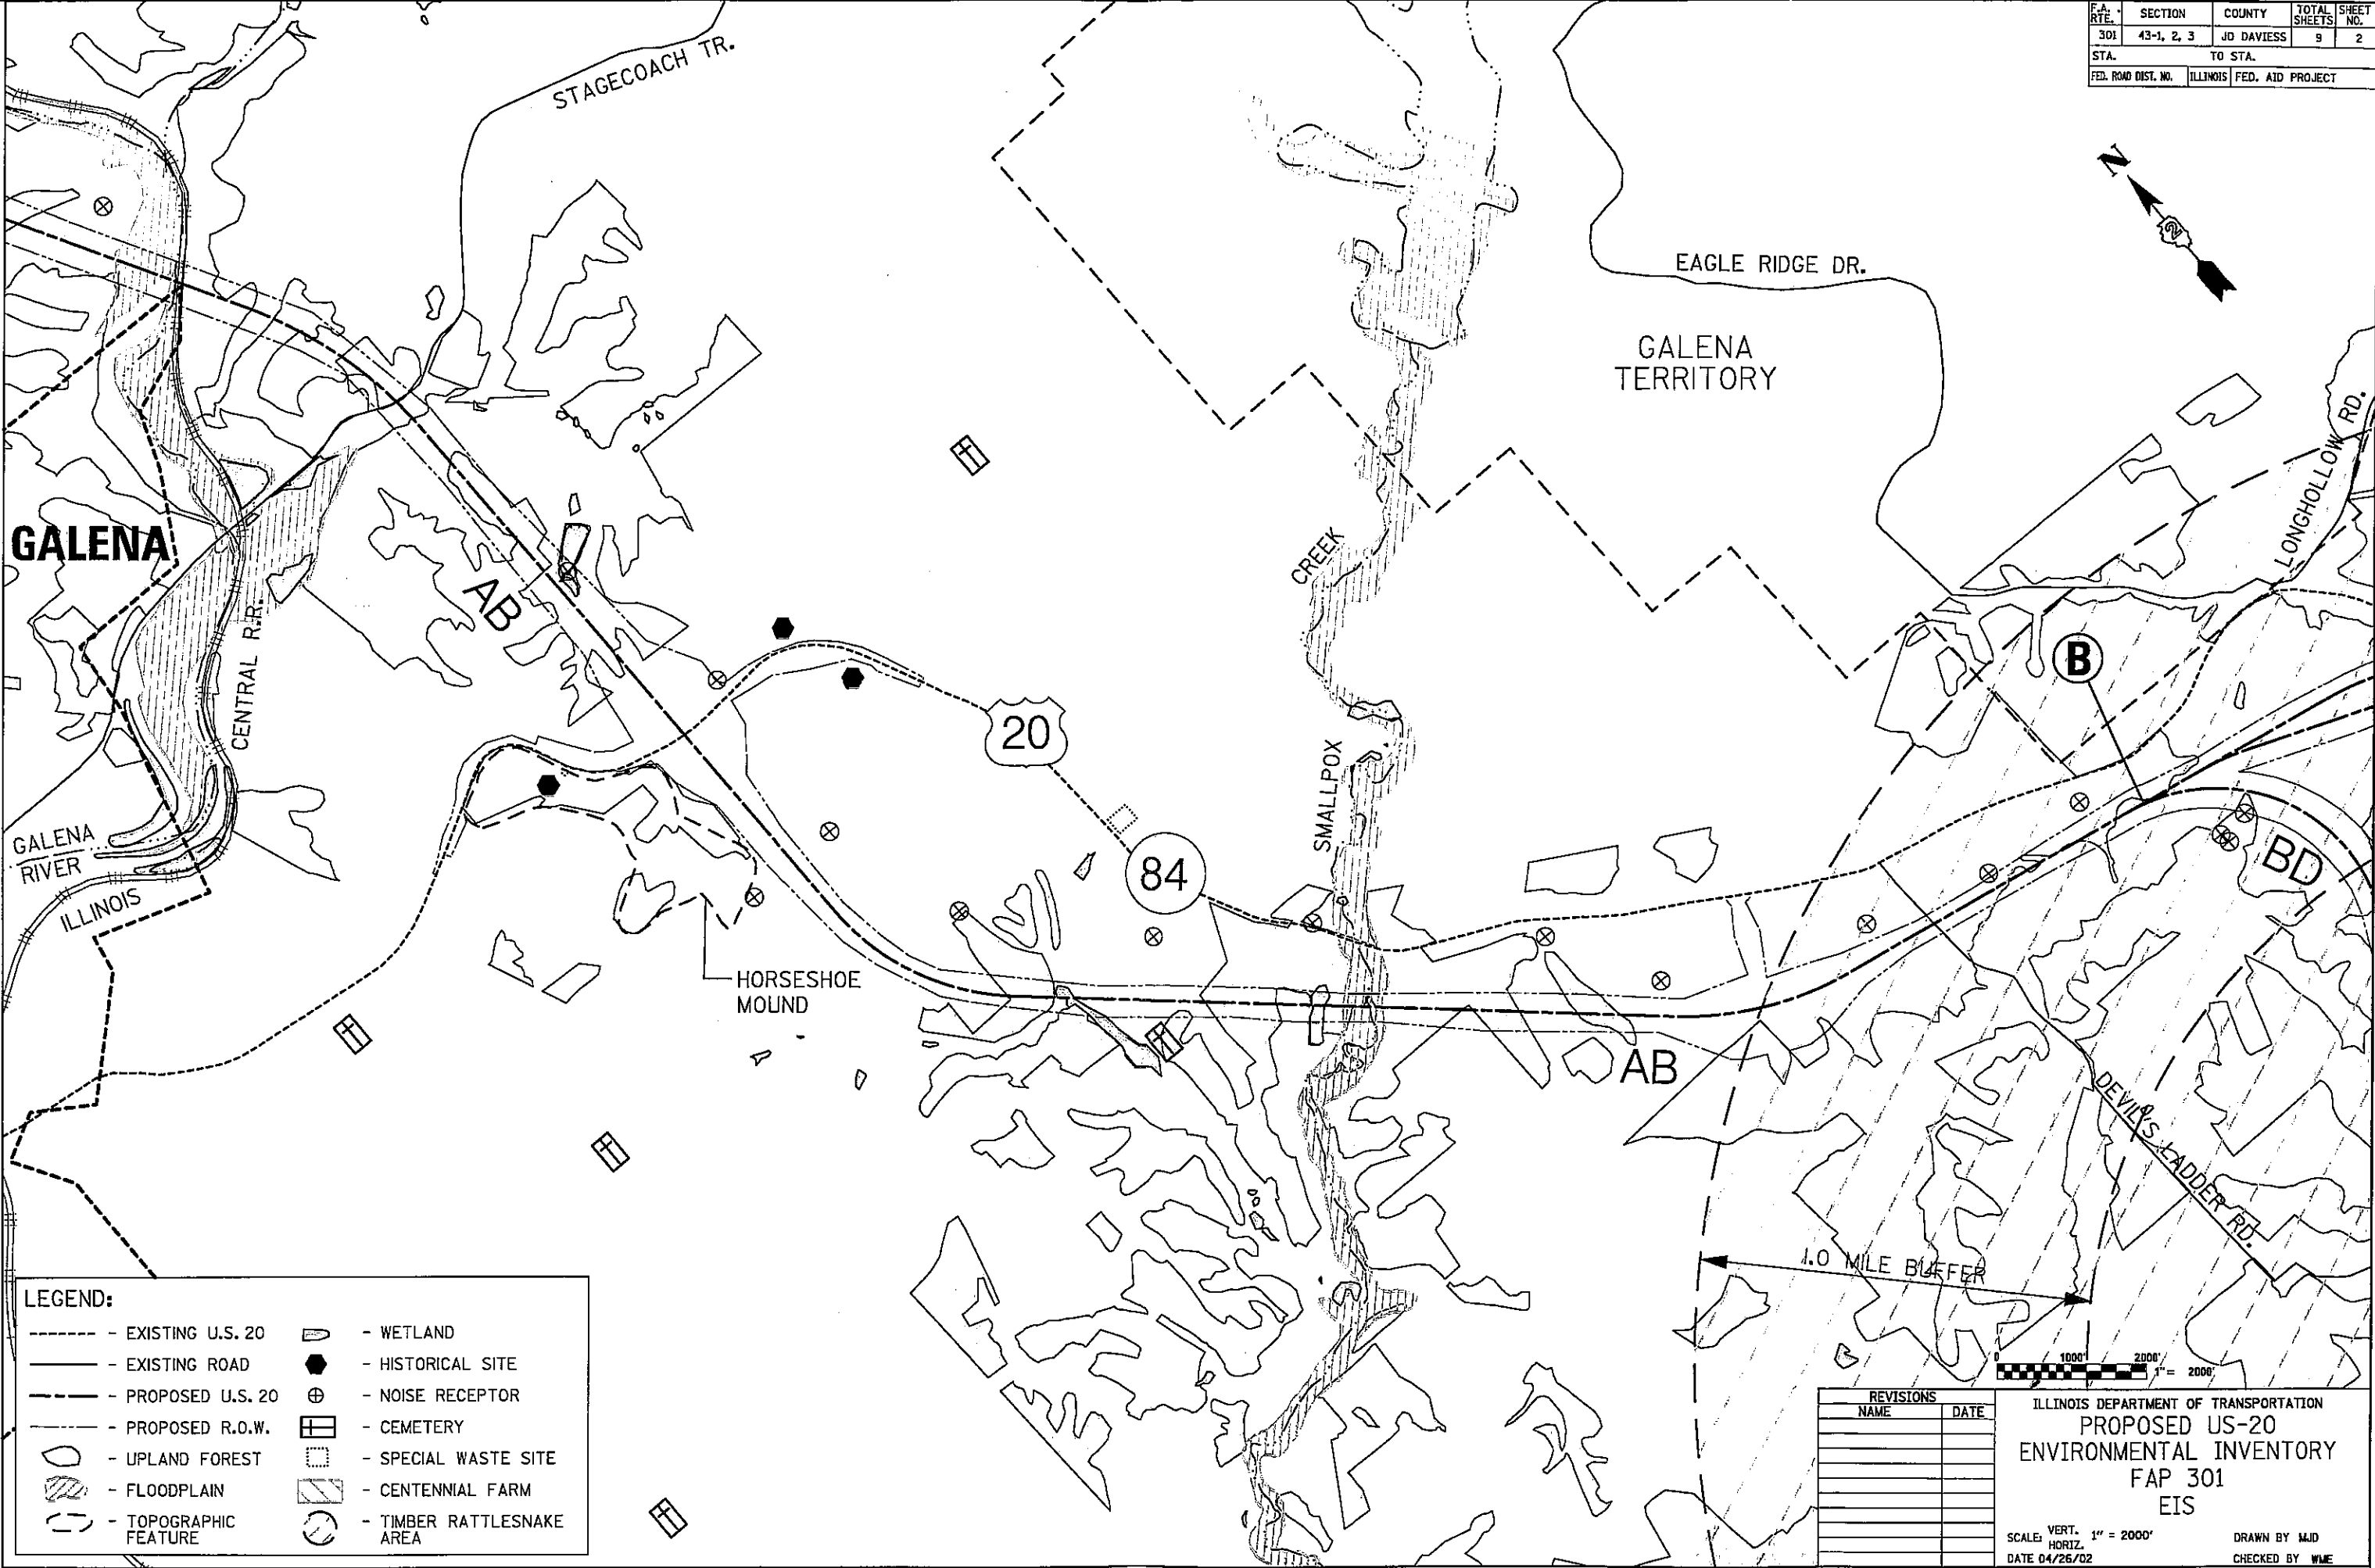 F.A. RTE. SECTION COUNTY TOTAL SHEETS SHEET NO.
301 43-1, 2, 3 JO DAVIESS 9 2
STA. TO STA.
FED. ROAD DIST. NO. ILLINOIS FED. AID PROJECT
STAGECOACH TR.
N
2
EAGLE RIDGE DR.
GALENA
TERRITORY
LONGHOLLOW RD.
GALENA
CREEK
AB
CENTRAL R.R.
B
20
SMALLPOX
84
GALENA
RIVER
ILLINOIS
BD
HORSESHOE
MOUND
AB
DEVILS LADDER RD.
1.0 MILE BUFFER
LEGEND:
- EXISTING U.S. 20
- EXISTING ROAD
- PROPOSED U.S. 20
- PROPOSED R.O.W.
- UPLAND FOREST
- FLOODPLAIN
- TOPOGRAPHIC
FEATURE
- WETLAND
- HISTORICAL SITE
- NOISE RECEPTOR
- CEMETERY
- SPECIAL WASTE SITE
- CENTENNIAL FARM
- TIMBER RATTLESNAKE
AREA
0 1000' 2000'
1"= 2000'
REVISIONS
NAME DATE
ILLINOIS DEPARTMENT OF TRANSPORTATION
PROPOSED US-20
ENVIRONMENTAL INVENTORY
FAP 301
EIS
SCALE: VERT. HORIZ. 1" = 2000'
DATE 04/26/02
DRAWN BY MJD
CHECKED BY WME